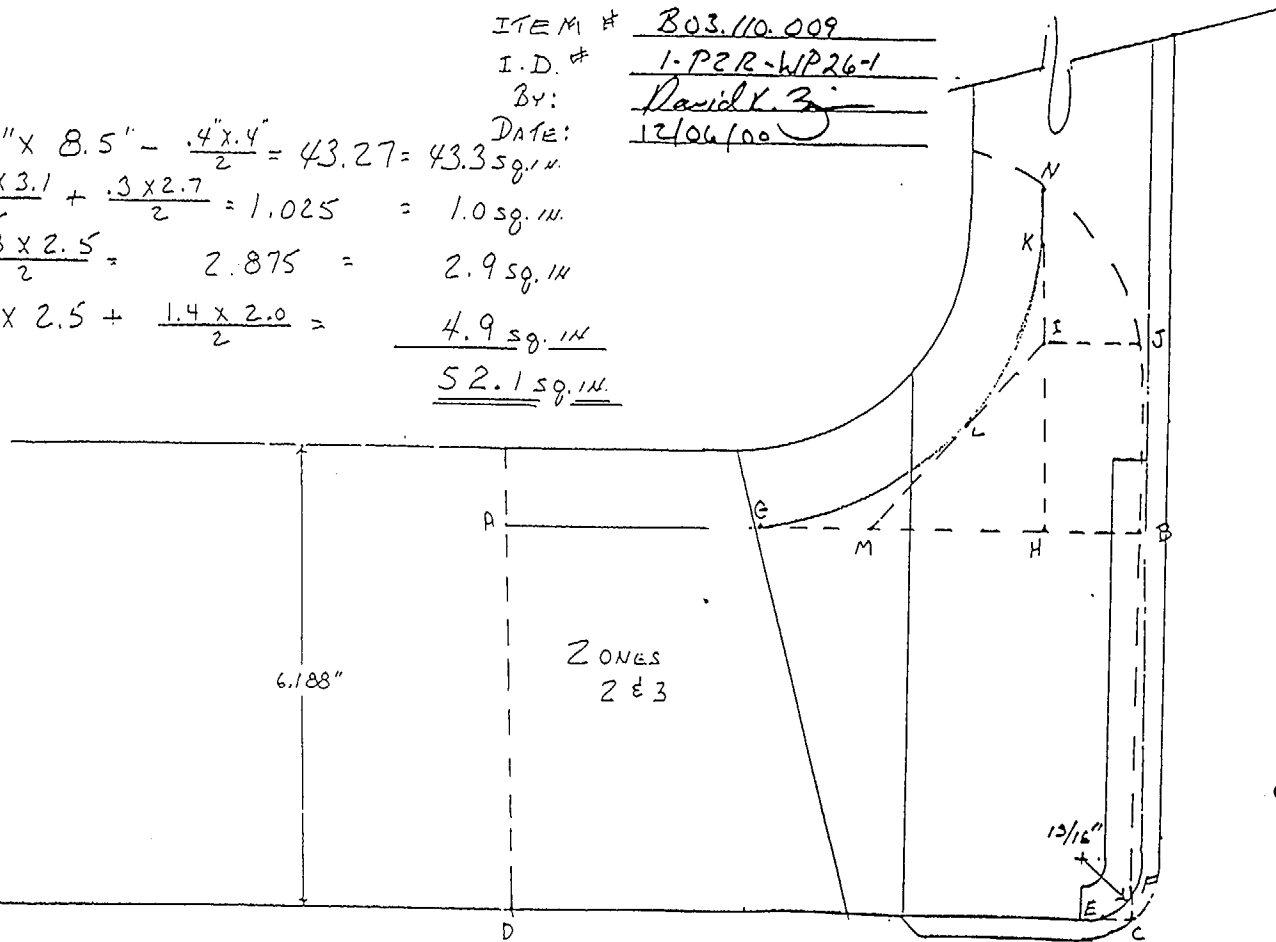 ITEM # B03.110.009
I.D. # 1-PZR-WP26-1
BY: David K.
DATE: 12/06/00
" X 8.5" - .4" X .4" / 2 = 43.27 = 43.3 sq. IN.
X 3.1 + .3 X 2.7 / 2 = 1.025 = 1.0 sq. IN.
X 2.5 / 2 = 2.875 = 2.9 sq. IN
X 2.5 + 1.4 X 2.0 / 2 = 4.9 sq. IN
52.1 sq. IN.
N
K
I J
L
A G M H B
ZONES
2 & 3
6.188"
13/16"
E F
D C